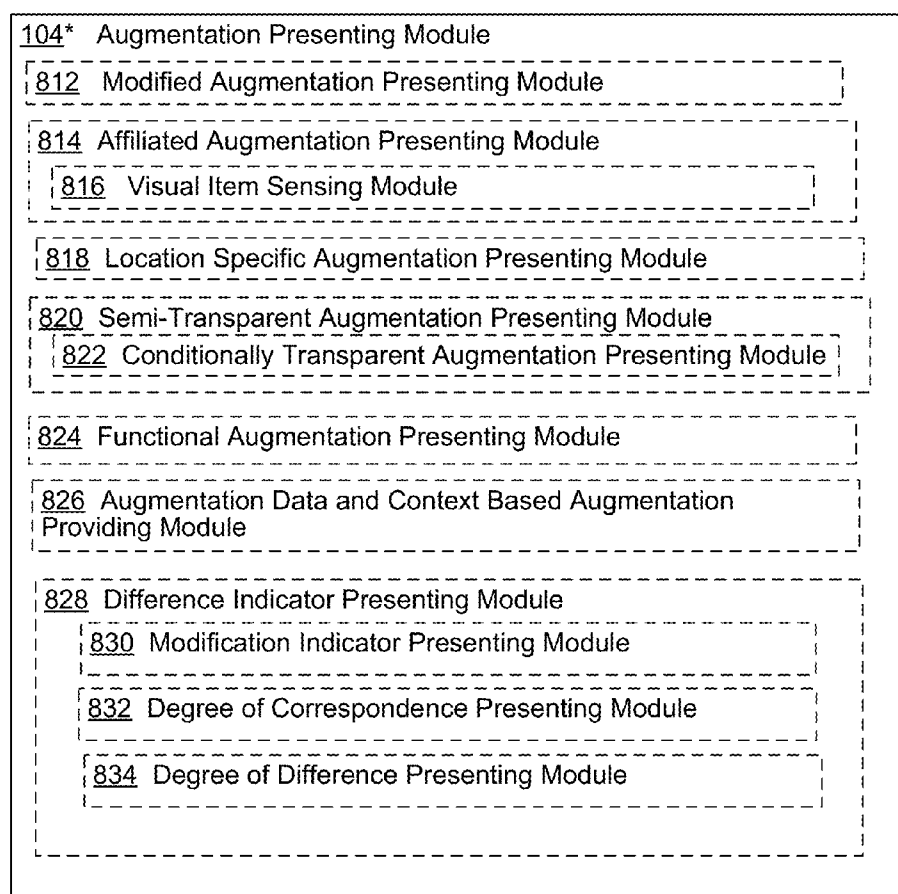 104* Augmentation Presenting Module
812 Modified Augmentation Presenting Module
814 Affiliated Augmentation Presenting Module
816 Visual Item Sensing Module
818 Location Specific Augmentation Presenting Module
820 Semi-Transparent Augmentation Presenting Module
822 Conditionally Transparent Augmentation Presenting Module
824 Functional Augmentation Presenting Module
826 Augmentation Data and Context Based Augmentation
Providing Module
828 Difference Indicator Presenting Module
830 Modification Indicator Presenting Module
832 Degree of Correspondence Presenting Module
834 Degree of Difference Presenting Module